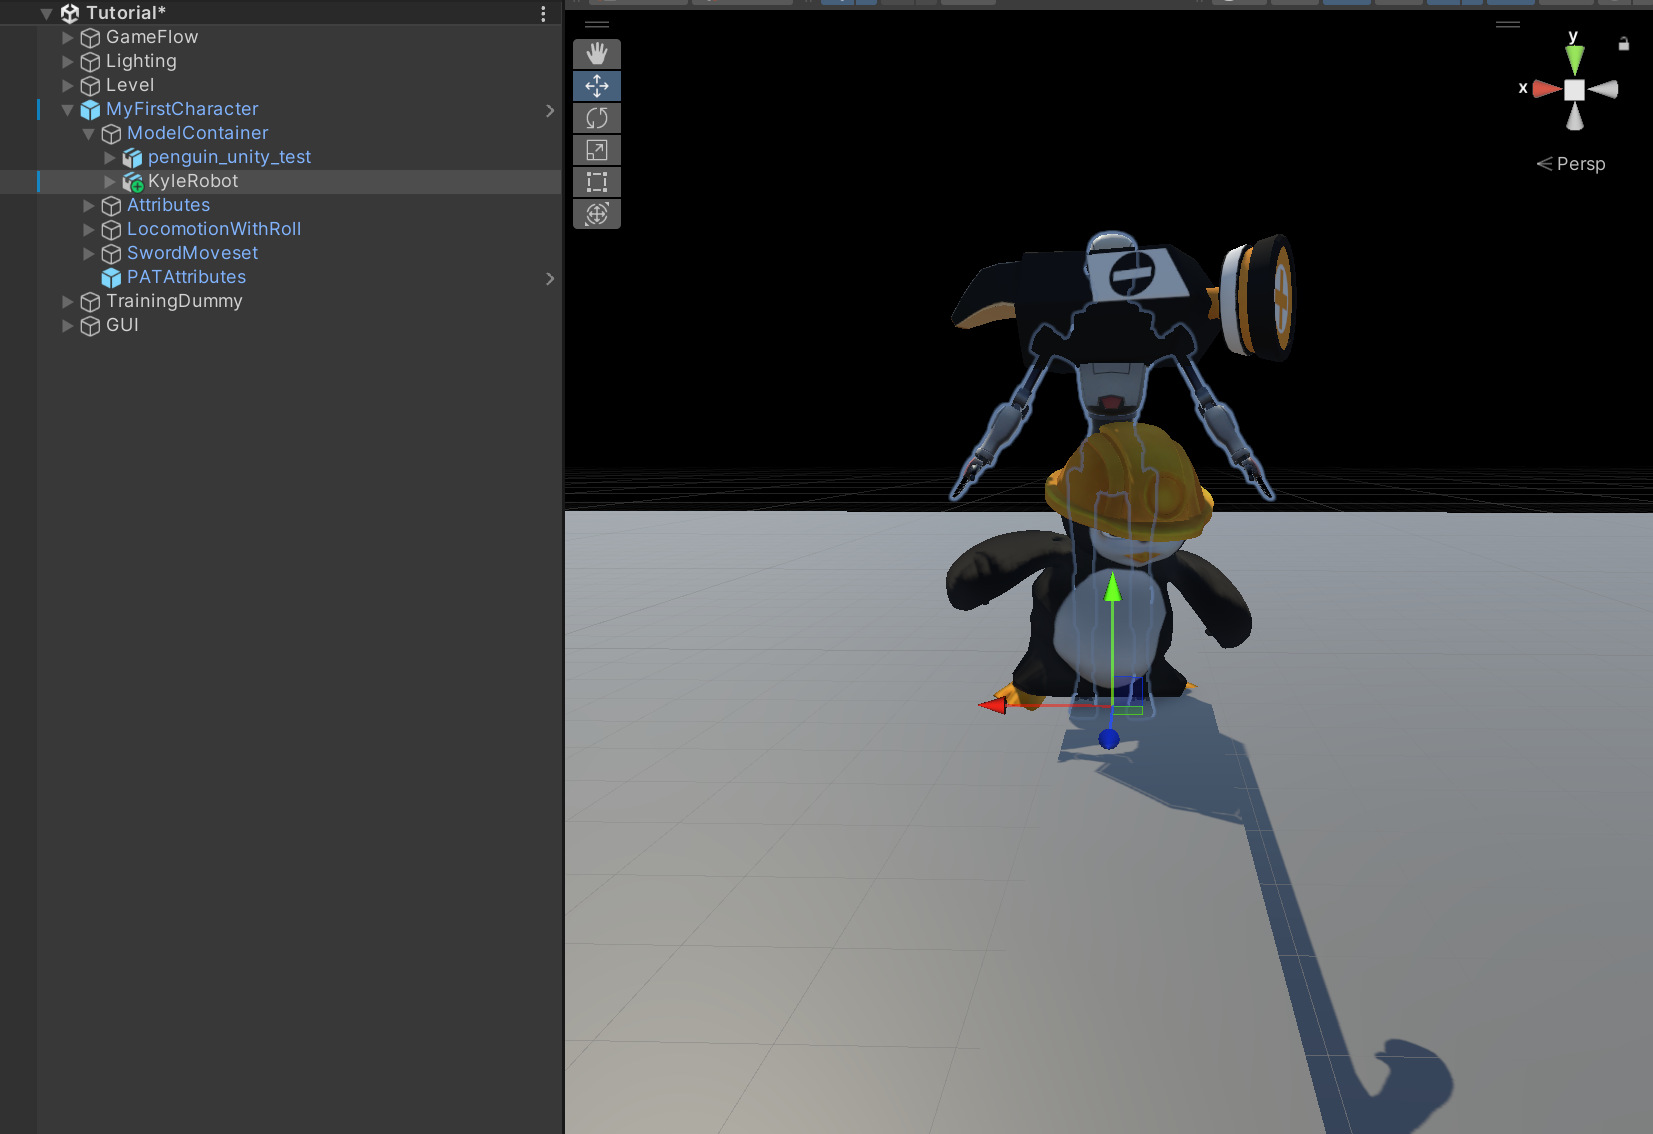 Tutorial*
GameFlow
Lighting
Level
MyFirstCharacter
ModelContainer
penguin_unity_test
KyleRobot
Attributes
LocomotionWithRoll
SwordMoveset
PATAttributes
TrainingDummy
GUI
y
x
Persp